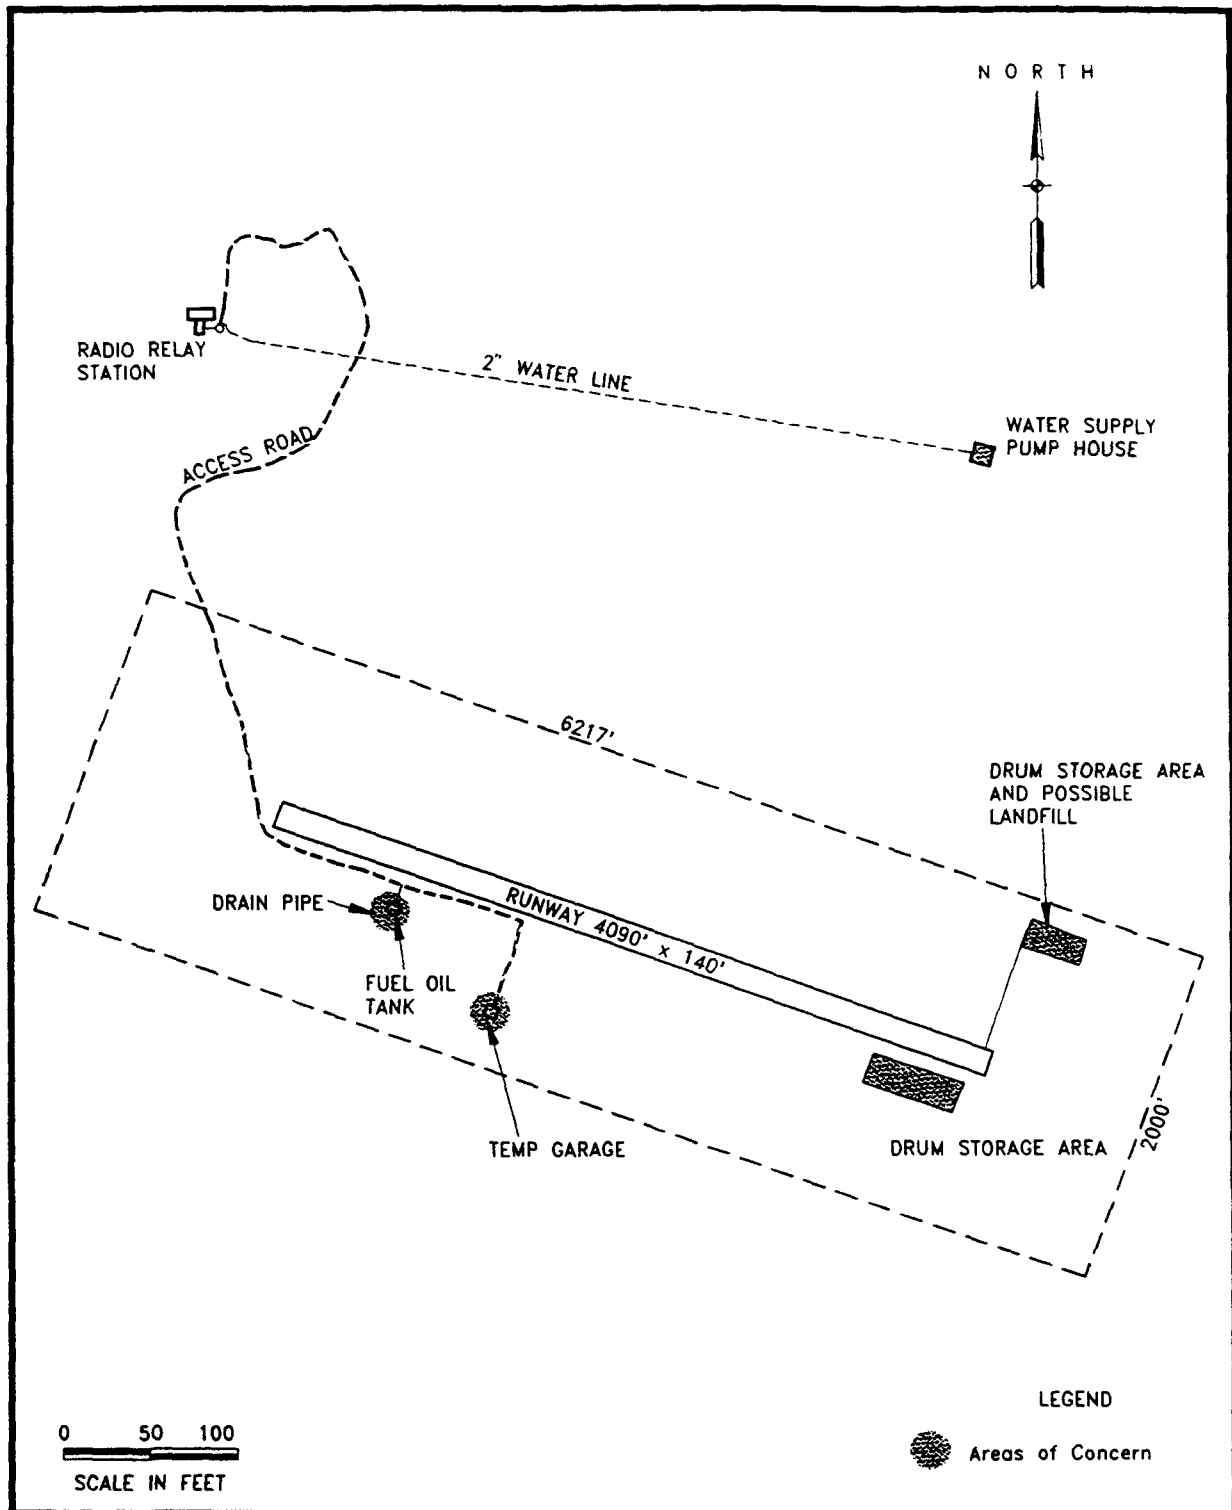 NORTH
RADIO RELAY
STATION
2" WATER LINE
WATER SUPPLY
PUMP HOUSE
ACCESS ROAD
6217'
DRUM STORAGE AREA
AND POSSIBLE
LANDFILL
DRAIN PIPE
RUNWAY 4090' x 140'
FUEL OIL
TANK
TEMP GARAGE
DRUM STORAGE AREA
2000'
LEGEND
Areas of Concern
0 50 100
SCALE IN FEET